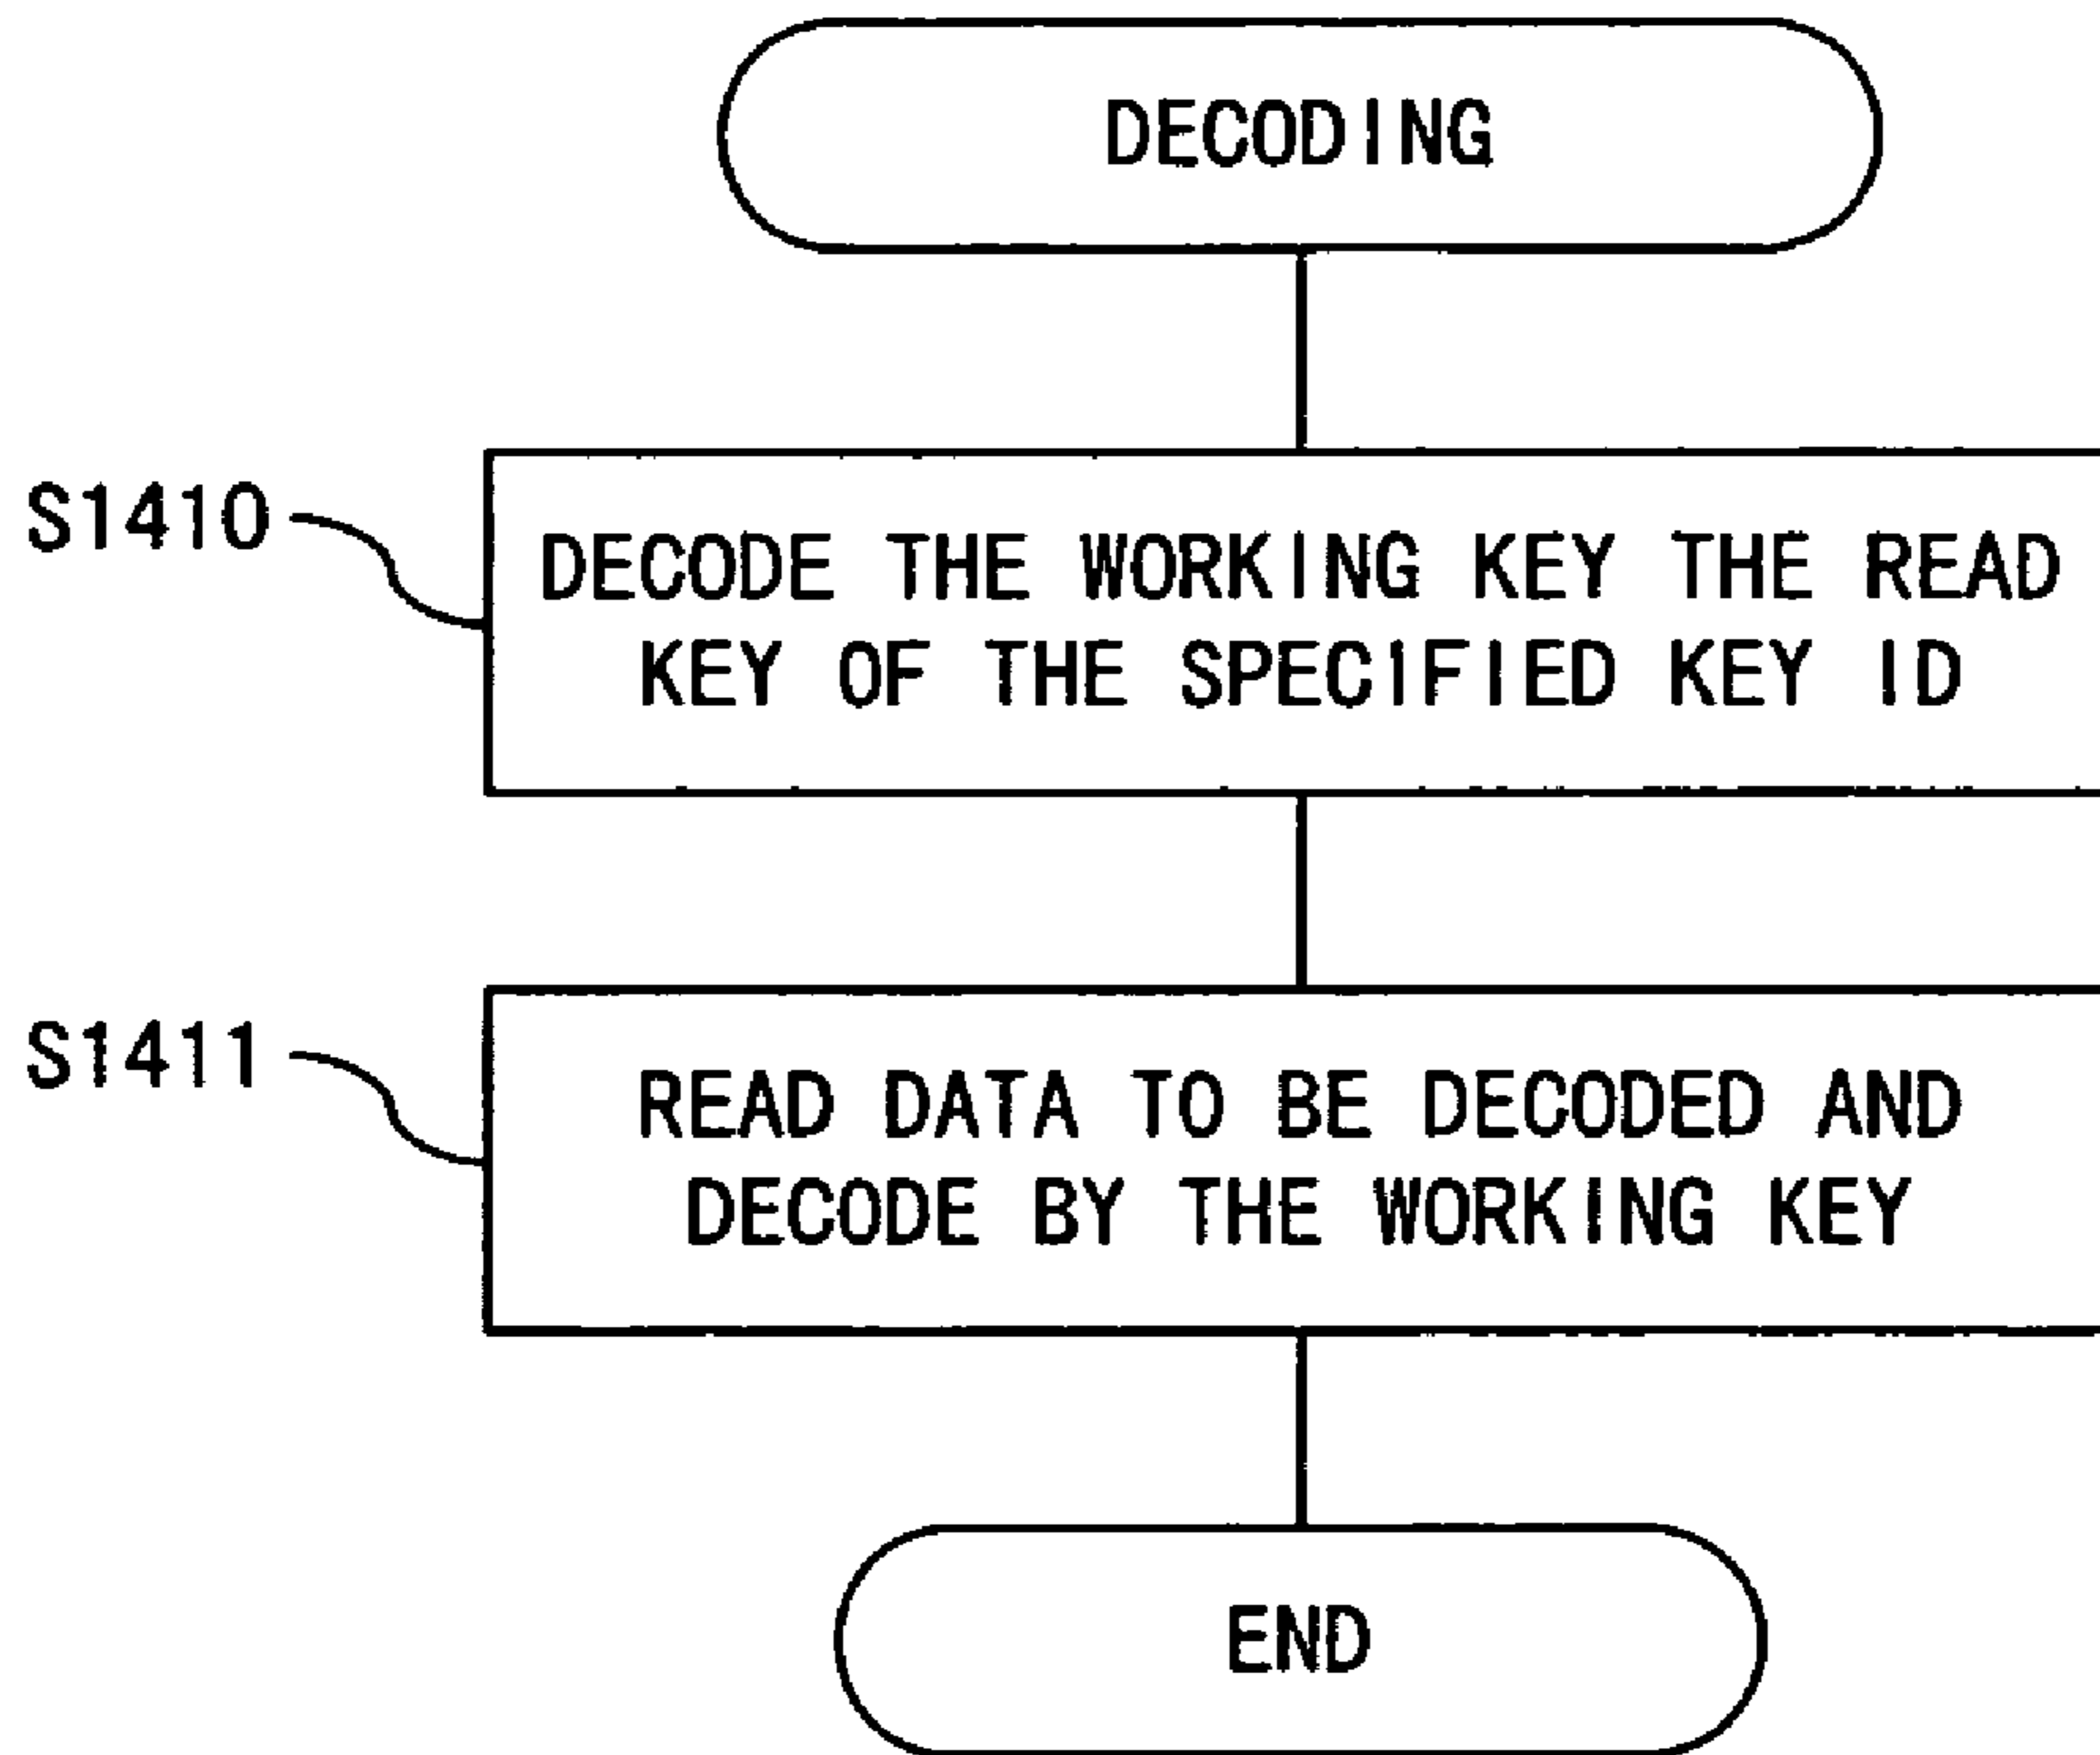 DECODING
S1410
DECODE THE WORKING KEY THE READ
KEY OF THE SPECIFIED KEY ID
S1411
READ DATA TO BE DECODED AND
DECODE BY THE WORKING KEY
END